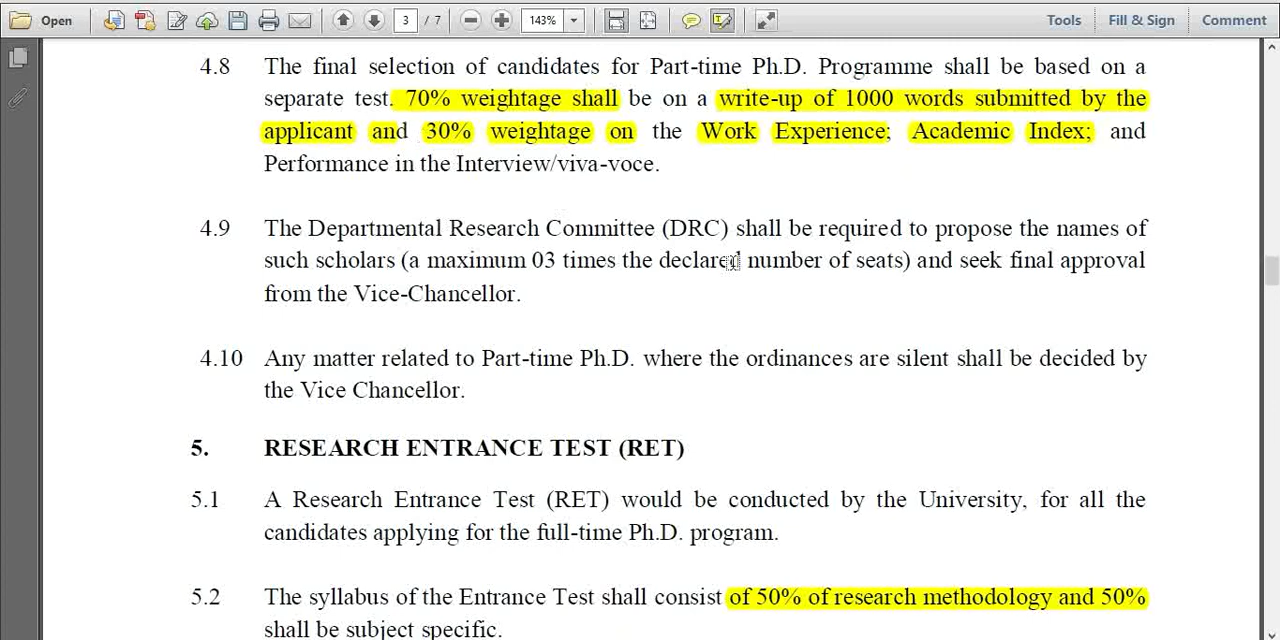 Open
3 / 7
143%
Tools
Fill & Sign
Comment
4.8 The final selection of candidates for Part-time Ph.D. Programme shall be based on a
separate test. 70% weightage shall be on a write-up of 1000 words submitted by the
applicant and 30% weightage on the Work Experience; Academic Index; and
Performance in the Interview/viva-voce.
4.9 The Departmental Research Committee (DRC) shall be required to propose the names of
such scholars (a maximum 03 times the declared number of seats) and seek final approval
from the Vice-Chancellor.
4.10 Any matter related to Part-time Ph.D. where the ordinances are silent shall be decided by
the Vice Chancellor.
5. RESEARCH ENTRANCE TEST (RET)
5.1 A Research Entrance Test (RET) would be conducted by the University, for all the
candidates applying for the full-time Ph.D. program.
5.2 The syllabus of the Entrance Test shall consist of 50% of research methodology and 50%
shall be subject specific.